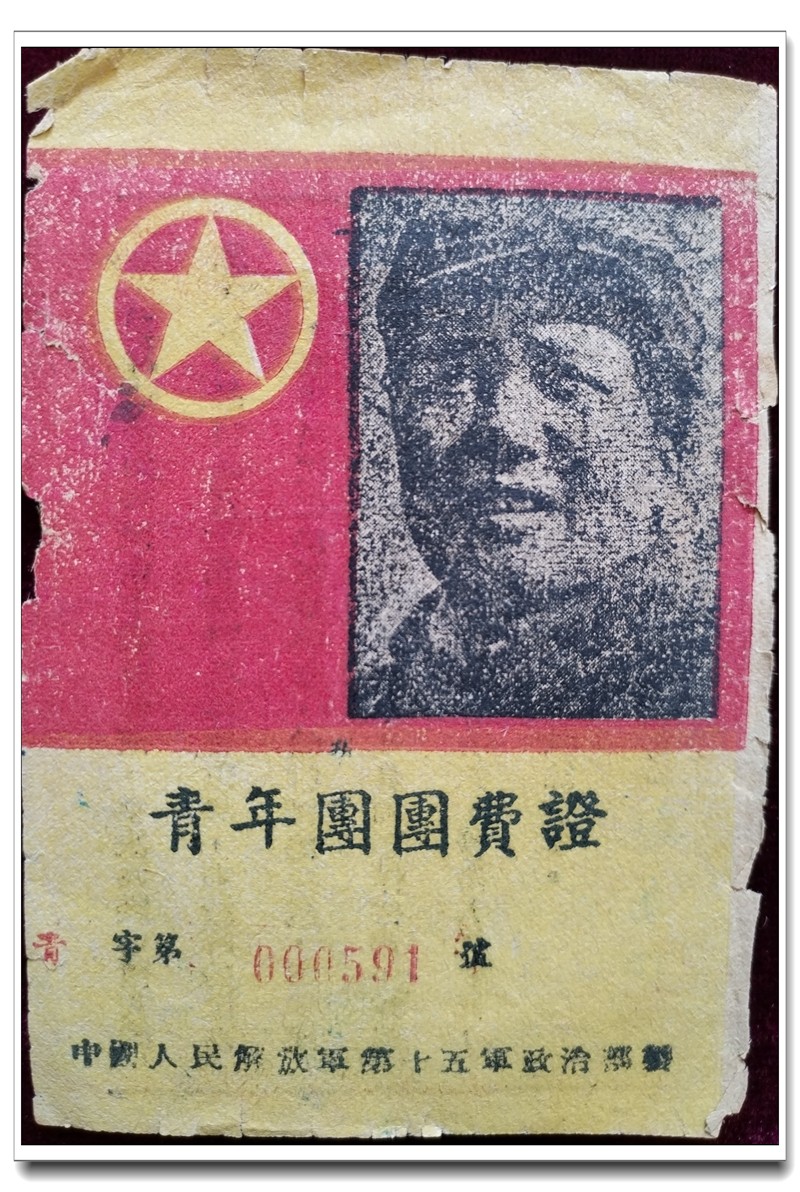 青年團團費證
青 字第 000591 號
中國人民解放軍第十五軍政治部製